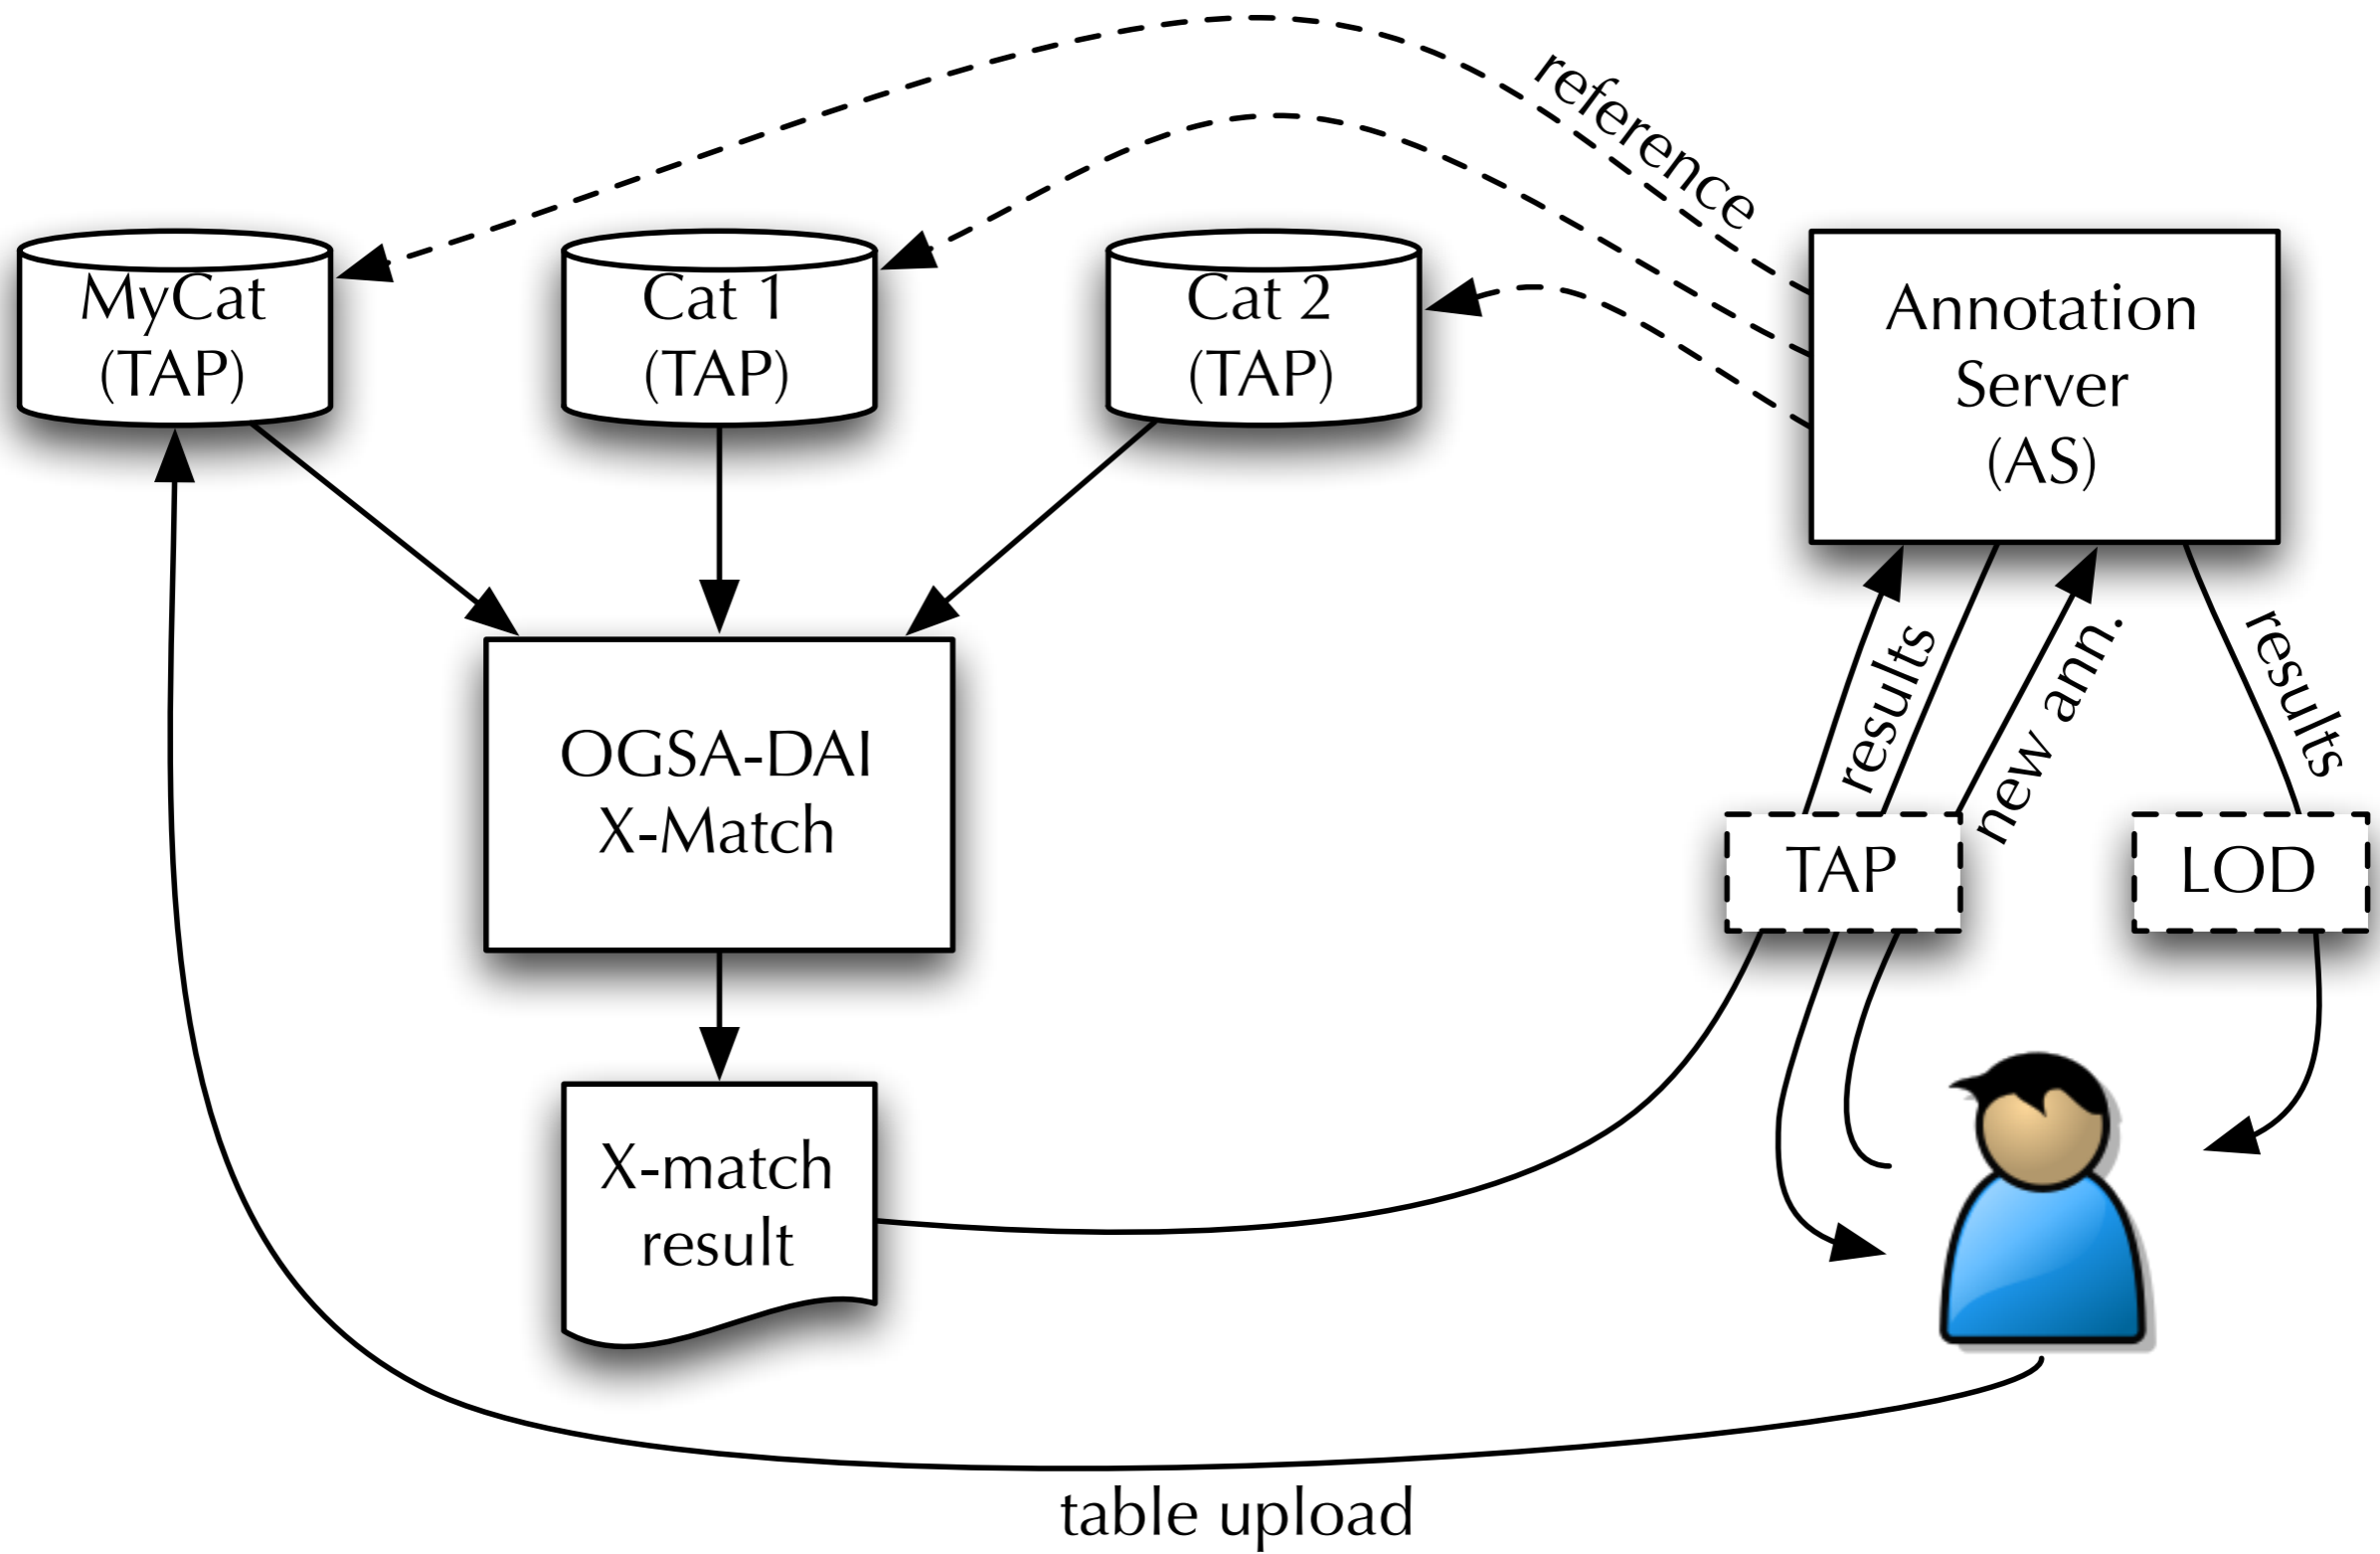 reference
MyCat
(TAP)
Cat 1
(TAP)
Cat 2
(TAP)
Annotation
Server
(AS)
results
new ann.
results
OGSA-DAI
X-Match
TAP
LOD
X-match
result
table upload